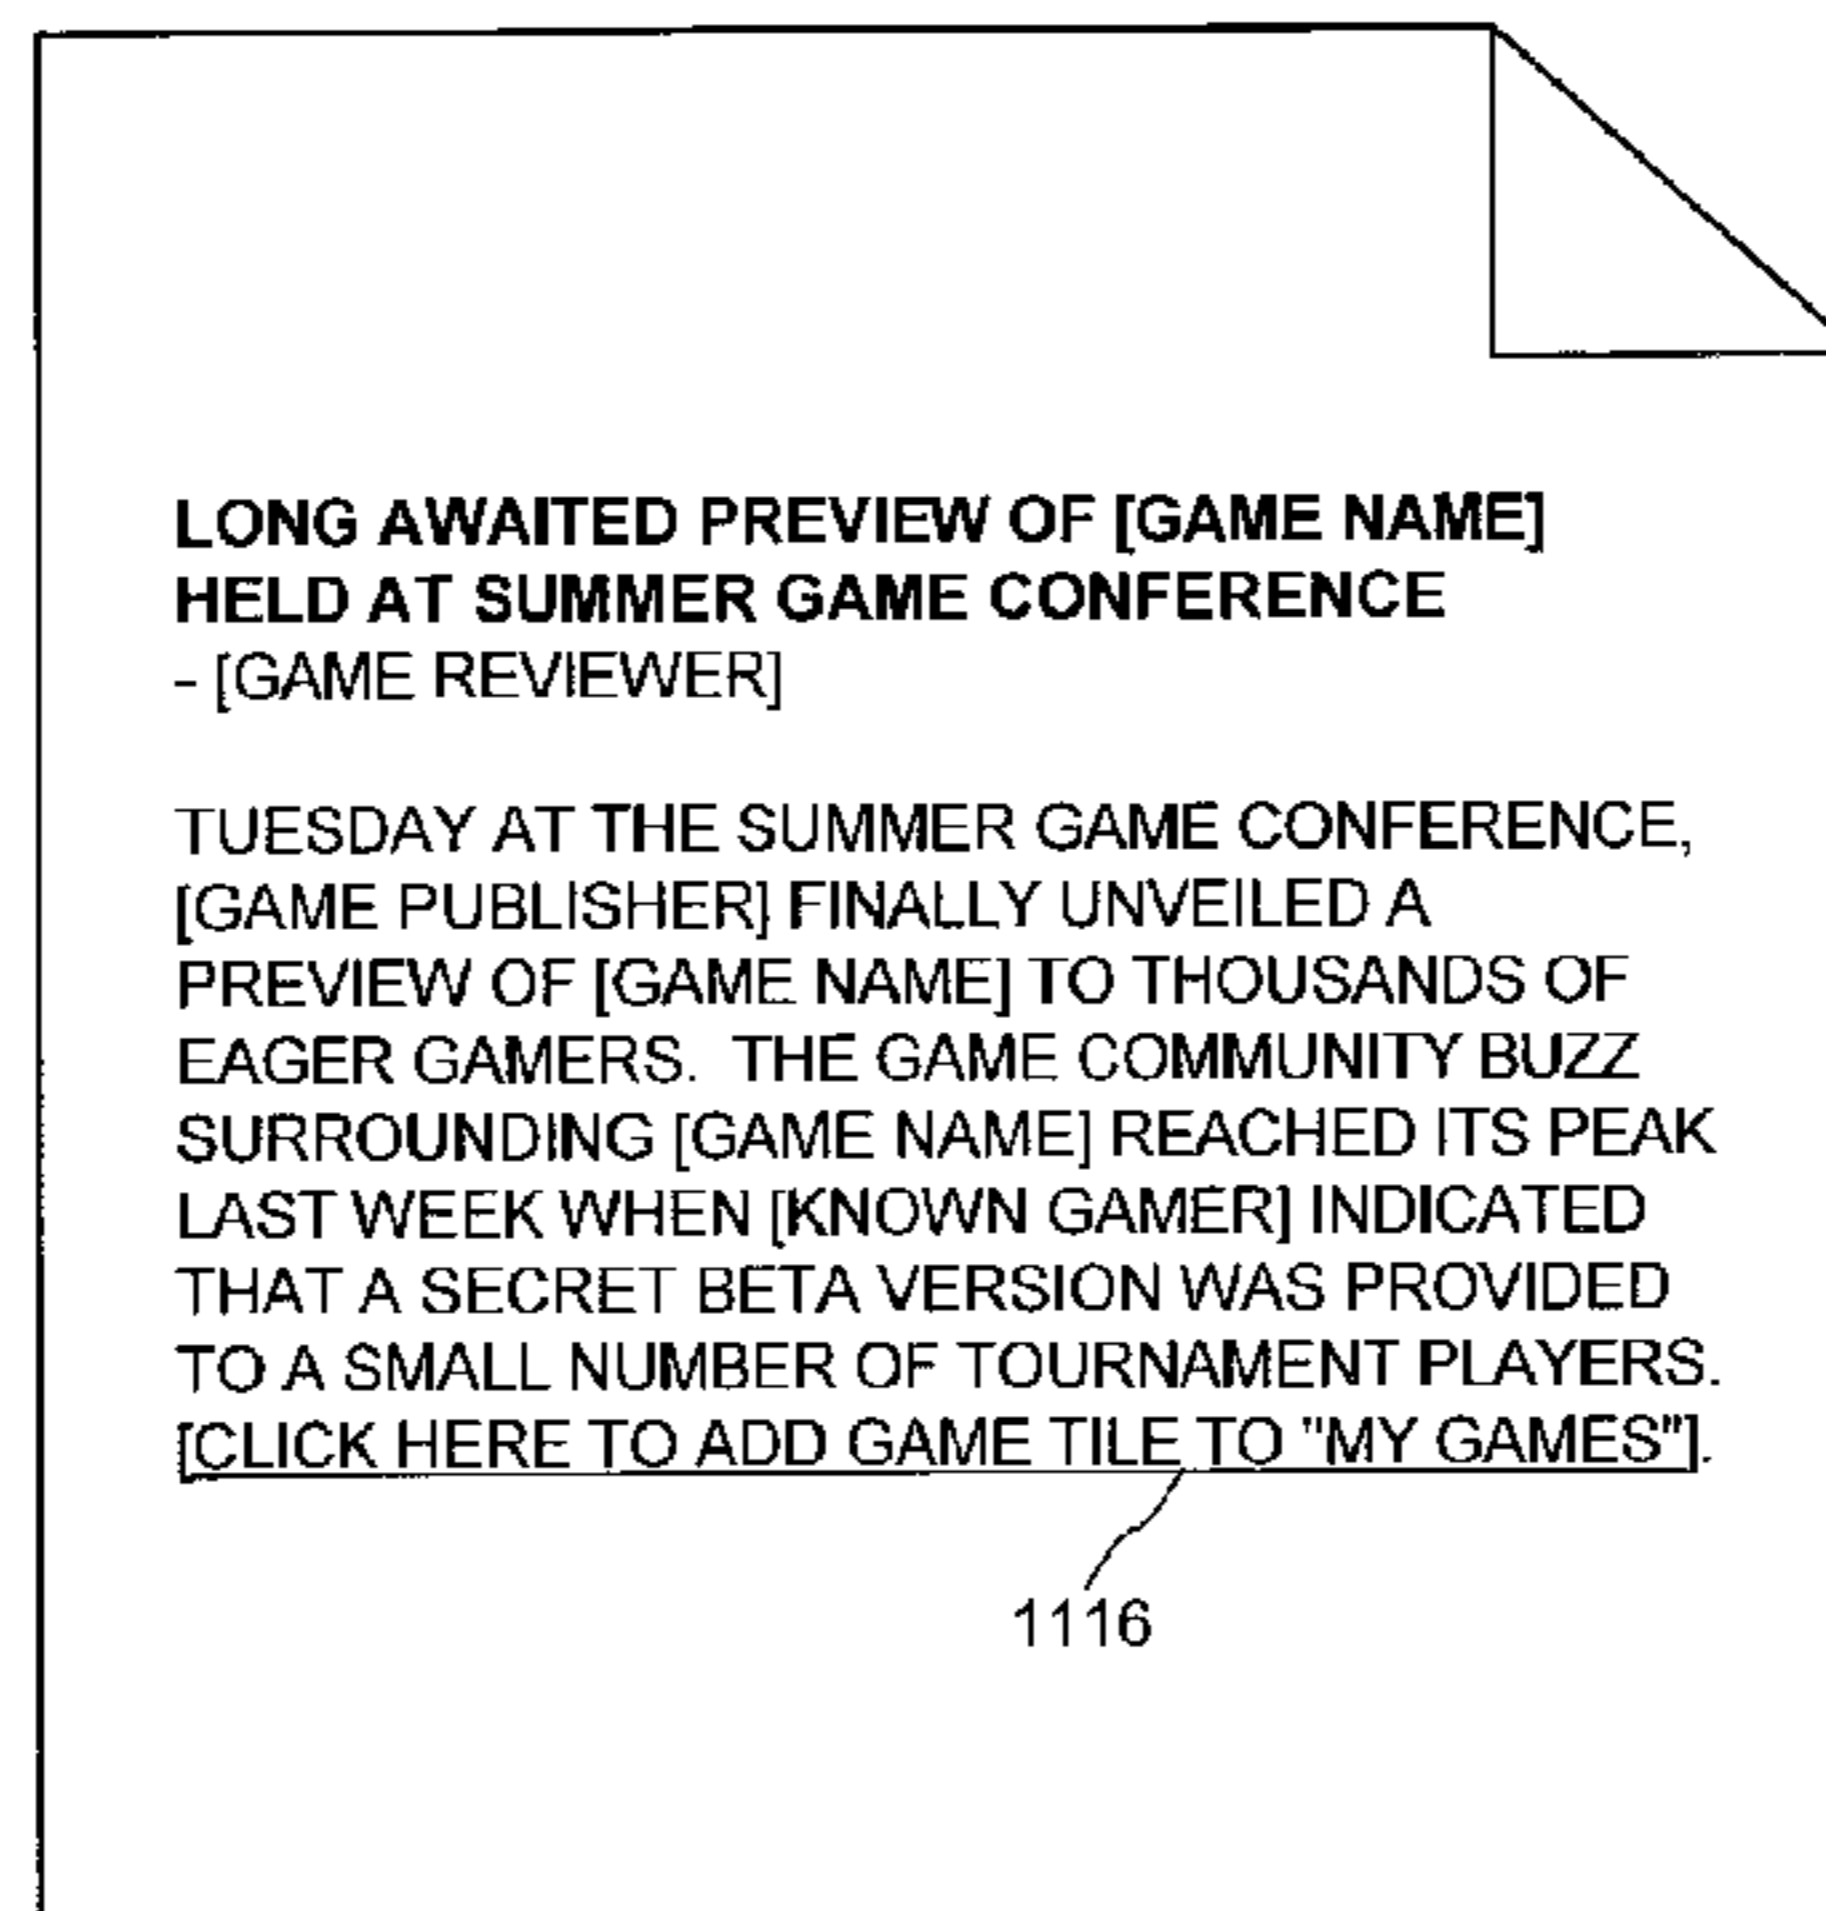 LONG AWAITED PREVIEW OF [GAME NAME]
HELD AT SUMMER GAME CONFERENCE
- [GAME REVIEWER]
TUESDAY AT THE SUMMER GAME CONFERENCE,
[GAME PUBLISHER] FINALLY UNVEILED A
PREVIEW OF [GAME NAME] TO THOUSANDS OF
EAGER GAMERS.  THE GAME COMMUNITY BUZZ
SURROUNDING [GAME NAME] REACHED ITS PEAK
LAST WEEK WHEN [KNOWN GAMER] INDICATED
THAT A SECRET BETA VERSION WAS PROVIDED
TO A SMALL NUMBER OF TOURNAMENT PLAYERS.
[CLICK HERE TO ADD GAME TILE TO "MY GAMES"].
1116